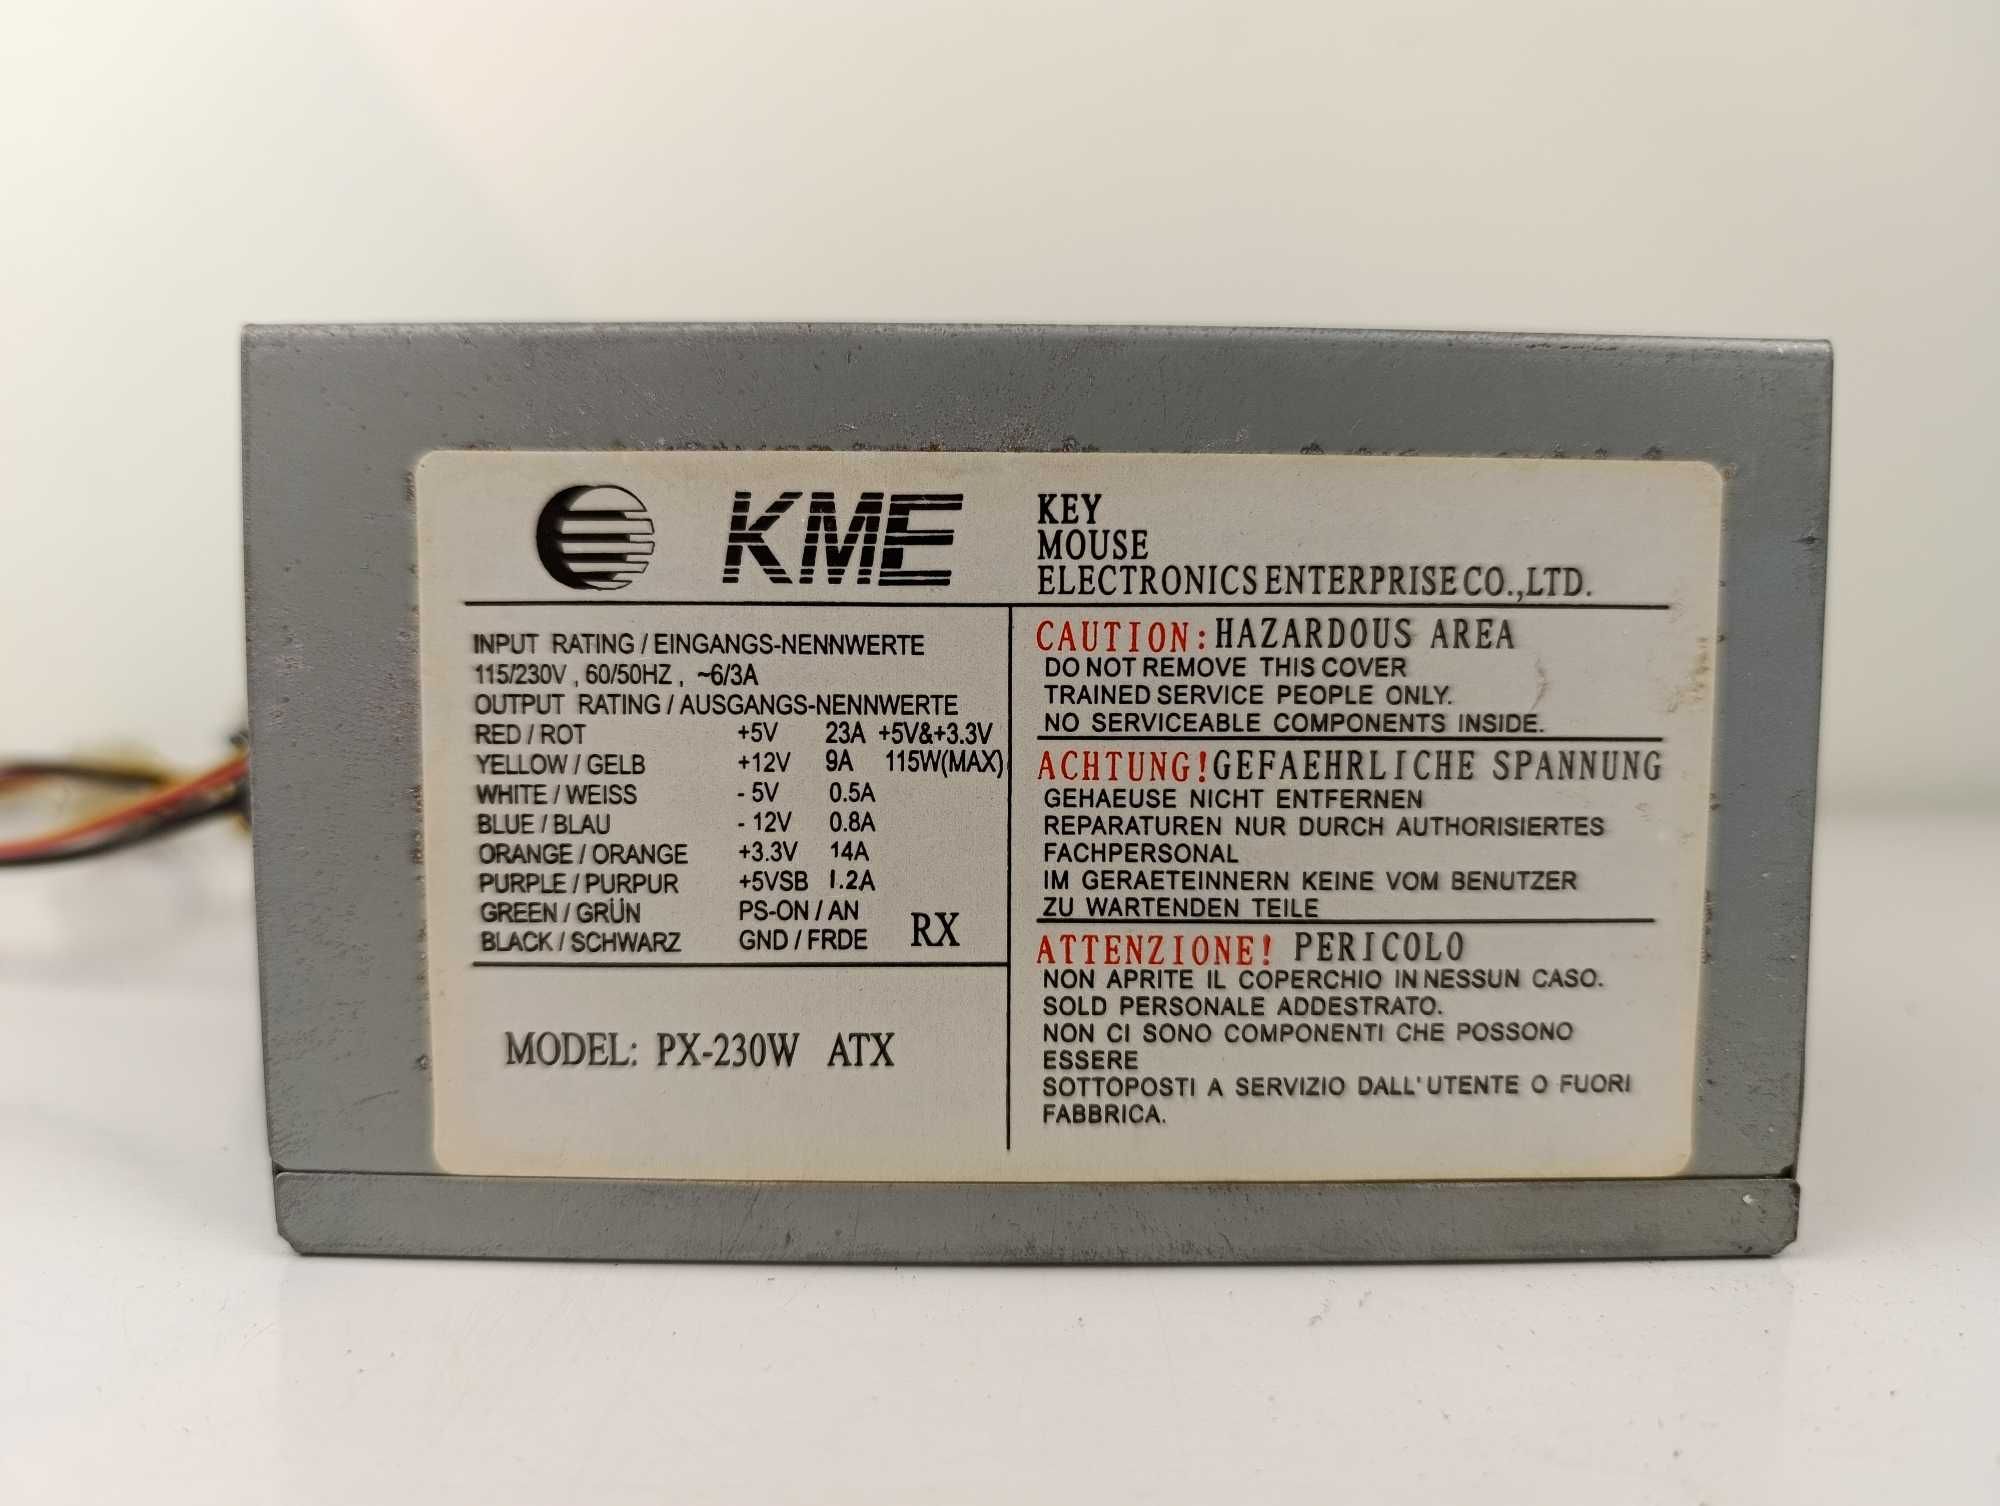 KME
KEY
MOUSE
ELECTRONICS ENTERPRISE CO.,LTD.
INPUT RATING / EINGANGS-NENNWERTE
115/230V , 60/50HZ , ~6/3A
OUTPUT RATING / AUSGANGS-NENNWERTE
RED / ROT +5V 23A +5V&+3.3V
YELLOW / GELB +12V 9A 115W(MAX)
WHITE / WEISS - 5V 0.5A
BLUE / BLAU - 12V 0.8A
ORANGE / ORANGE +3.3V 14A
PURPLE / PURPUR +5VSB 1.2A
GREEN / GRÜN PS-ON / AN
BLACK / SCHWARZ GND / FRDE RX
MODEL: PX-230W ATX
CAUTION: HAZARDOUS AREA
DO NOT REMOVE THIS COVER
TRAINED SERVICE PEOPLE ONLY.
NO SERVICEABLE COMPONENTS INSIDE.
ACHTUNG! GEFAEHRLICHE SPANNUNG
GEHAEUSE NICHT ENTFERNEN
REPARATUREN NUR DURCH AUTHORISIERTES
FACHPERSONAL
IM GERAETEINNERN KEINE VOM BENUTZER
ZU WARTENDEN TEILE
ATTENZIONE! PERICOLO
NON APRITE IL COPERCHIO IN NESSUN CASO.
SOLD PERSONALE ADDESTRATO.
NON CI SONO COMPONENTI CHE POSSONO
ESSERE
SOTTOPOSTI A SERVIZIO DALL'UTENTE O FUORI
FABBRICA.